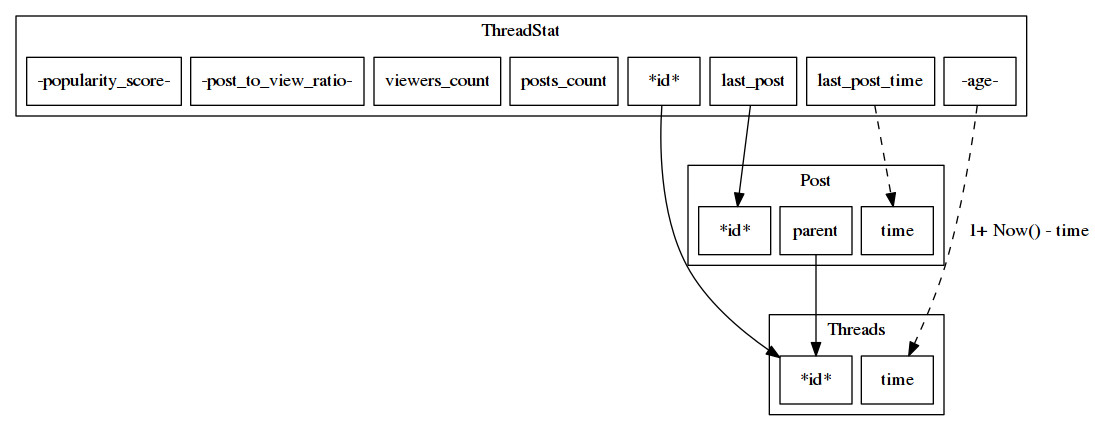 ThreadStat
-popularity_score-
-post_to_view_ratio-
viewers_count
posts_count
*id*
last_post
last_post_time
-age-
Post
*id*
parent
time
1+ Now() - time
Threads
*id*
time